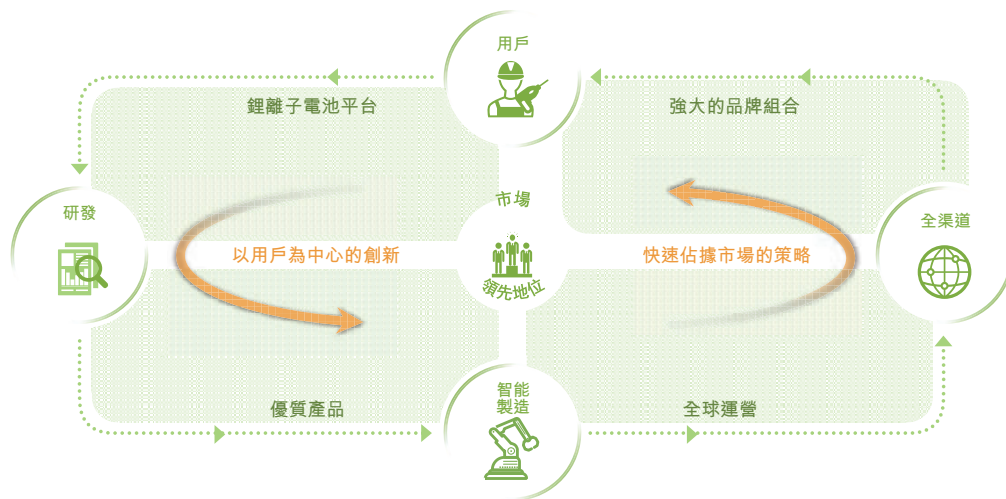 用戶
鋰離子電池平台
強大的品牌組合
研發
市場
全渠道
以用戶為中心的創新
快速佔據市場的策略
領先地位
智能
製造
優質產品
全球運營